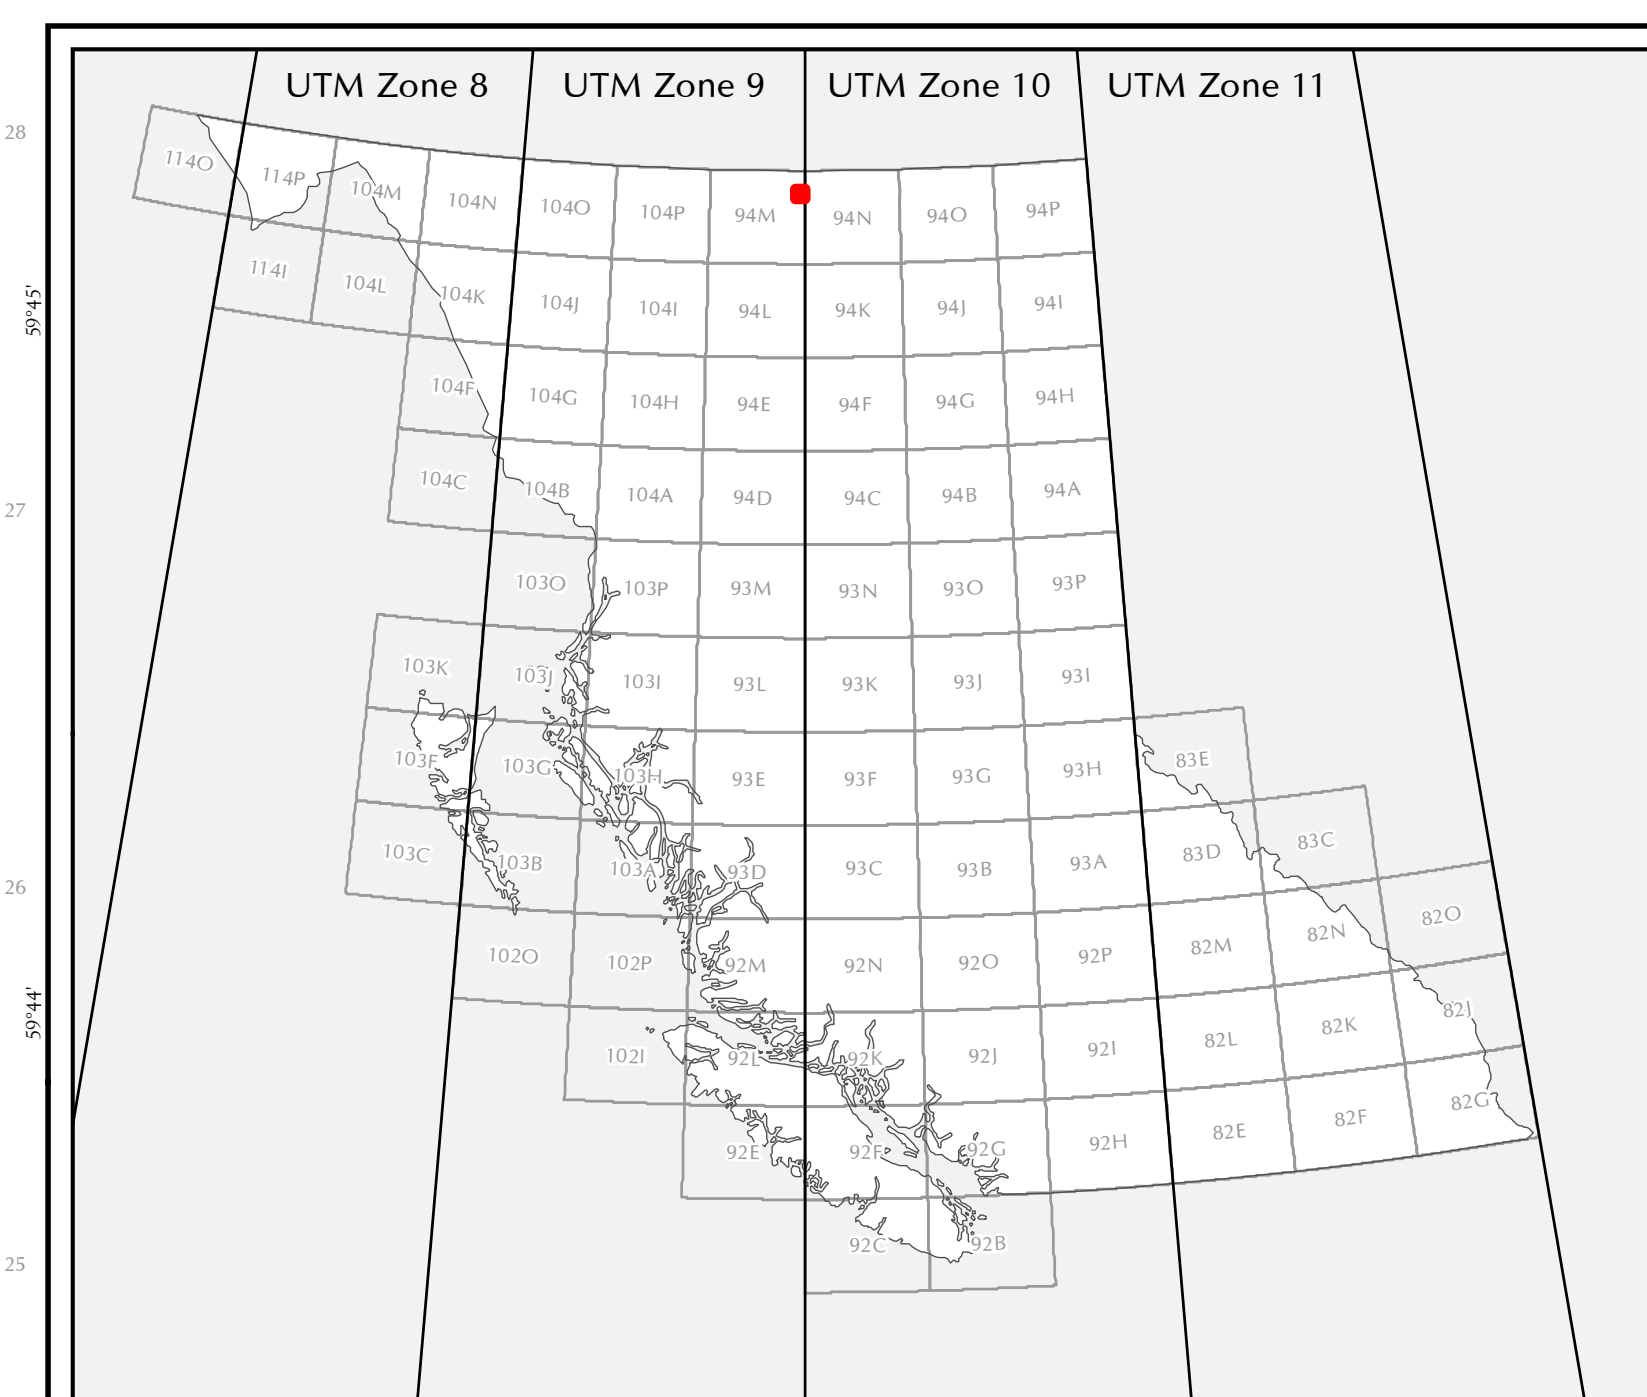 UTM Zone 8 UTM Zone 9 UTM Zone 10 UTM Zone 11
28
114O 114P 104M 104N 104O 104P 94M 94N 94O 94P
114I 104L 104K 104J 104I 94L 94K 94J 94I
59°45'
104F 104G 104H 94E 94F 94G 94H
104C 104B 104A 94D 94C 94B 94A
27
103O 103P 93M 93N 93O 93P
103K 103J 103I 93L 93K 93J 93I
103F 103G 103H 93E 93F 93G 93H 83E
103C 103B 103A 93D 93C 93B 93A 83D 83C
26
102O 102P 92M 92N 92O 92P 82M 82N 82O
59°44'
102I 92L 92K 92J 92I 82L 82K 82J
92E 92F 92G 92H 82E 82F 82G
92C 92B
25